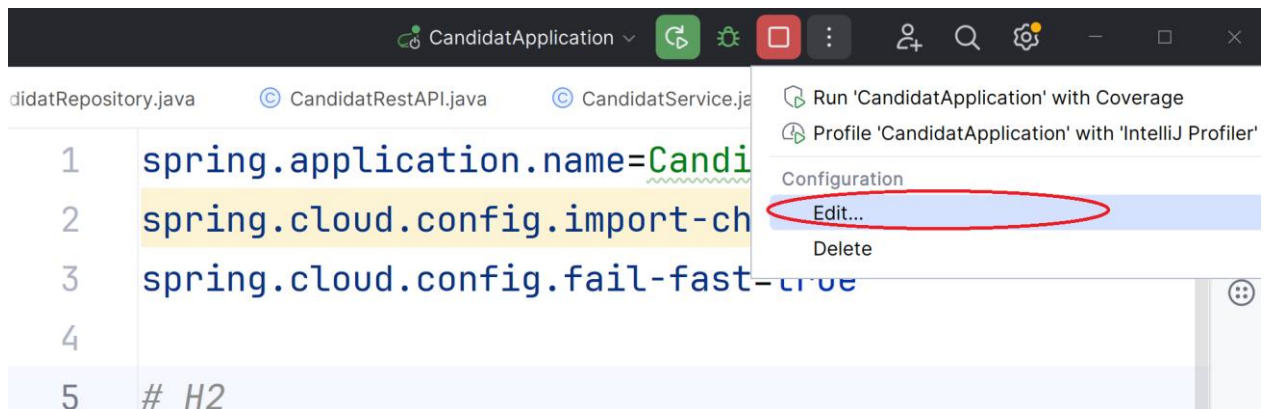 CandidatApplication
didatRepository.java CandidatRestAPI.java CandidatService.ja
Run 'CandidatApplication' with Coverage
Profile 'CandidatApplication' with 'IntelliJ Profiler'
Configuration
Edit...
Delete
1 spring.application.name=Candi
2 spring.cloud.config.import-ch
3 spring.cloud.config.fail-fast=true
4
5 # H2